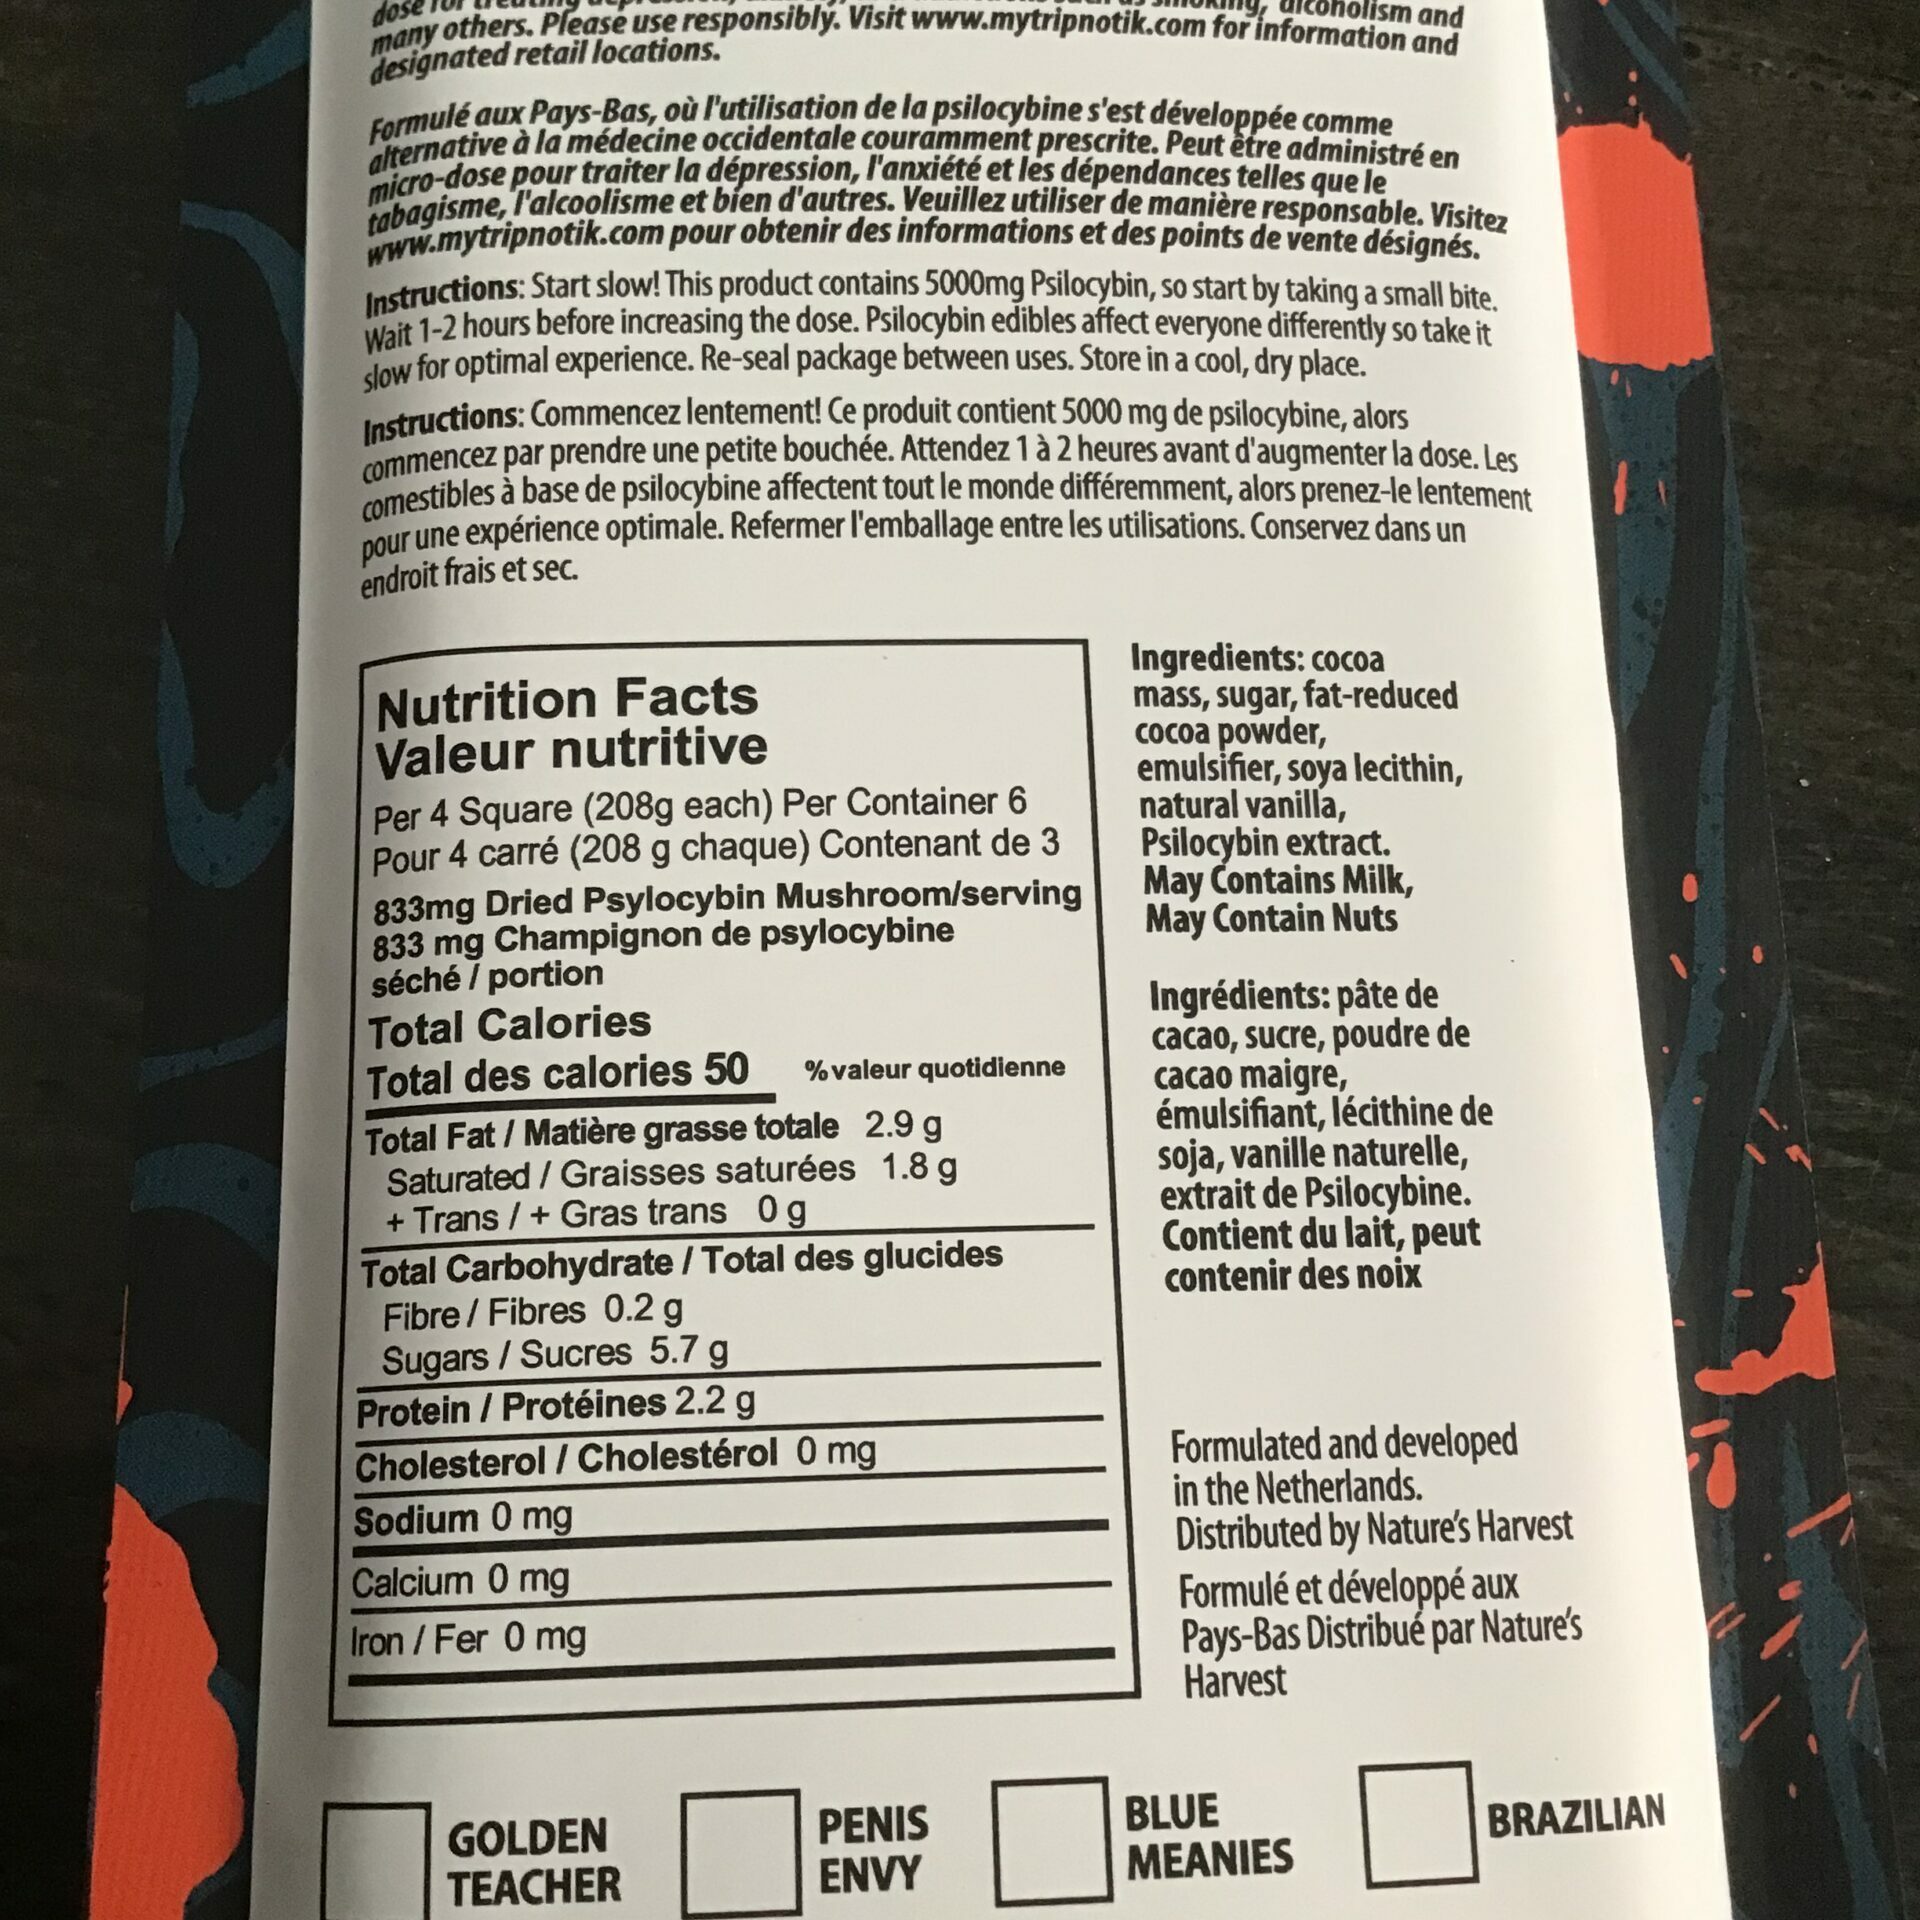 dose for treating depression, anxiety, and addictions such as smoking, alcoholism and
many others. Please use responsibly. Visit www.mytripnotik.com for information and
designated retail locations.
Formulé aux Pays-Bas, où l'utilisation de la psilocybine s'est développée comme
alternative à la médecine occidentale couramment prescrite. Peut être administré en
micro-dose pour traiter la dépression, l'anxiété et les dépendances telles que le
tabagisme, l'alcoolisme et bien d'autres. Veuillez utiliser de manière responsable. Visitez
www.mytripnotik.com pour obtenir des informations et des points de vente désignés.
Instructions: Start slow! This product contains 5000mg Psilocybin, so start by taking a small bite.
Wait 1-2 hours before increasing the dose. Psilocybin edibles affect everyone differently so take it
slow for optimal experience. Re-seal package between uses. Store in a cool, dry place.
Instructions: Commencez lentement! Ce produit contient 5000 mg de psilocybine, alors
commencez par prendre une petite bouchée. Attendez 1 à 2 heures avant d'augmenter la dose. Les
comestibles à base de psilocybine affectent tout le monde différemment, alors prenez-le lentement
pour une expérience optimale. Refermer l'emballage entre les utilisations. Conservez dans un
endroit frais et sec.
Nutrition Facts
Valeur nutritive
Per 4 Square (208g each) Per Container 6
Pour 4 carré (208 g chaque) Contenant de 3
833mg Dried Psylocybin Mushroom/serving
833 mg Champignon de psylocybine
séché / portion
Total Calories
Total des calories 50 % valeur quotidienne
Total Fat / Matière grasse totale 2.9 g
Saturated / Graisses saturées 1.8 g
+ Trans / + Gras trans 0 g
Total Carbohydrate / Total des glucides
Fibre / Fibres 0.2 g
Sugars / Sucres 5.7 g
Protein / Protéines 2.2 g
Cholesterol / Cholestérol 0 mg
Sodium 0 mg
Calcium 0 mg
Iron / Fer 0 mg
Ingredients: cocoa
mass, sugar, fat-reduced
cocoa powder,
emulsifier, soya lecithin,
natural vanilla,
Psilocybin extract.
May Contains Milk,
May Contain Nuts
Ingrédients: pâte de
cacao, sucre, poudre de
cacao maigre,
émulsifiant, lécithine de
soja, vanille naturelle,
extrait de Psilocybine.
Contient du lait, peut
contenir des noix
Formulated and developed
in the Netherlands.
Distributed by Nature's Harvest
Formulé et développé aux
Pays-Bas Distribué par Nature's
Harvest
GOLDEN
TEACHER
PENIS
ENVY
BLUE
MEANIES
BRAZILIAN